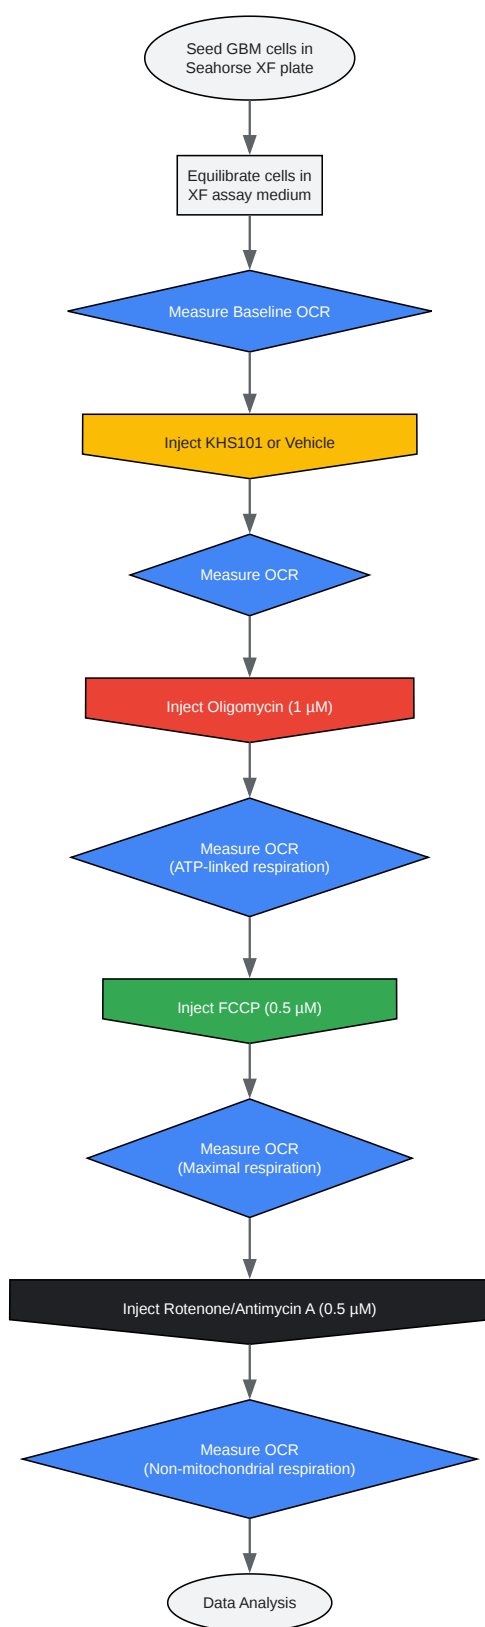 Seed GBM cells in
Seahorse XF plate
Equilibrate cells in
XF assay medium
Measure Baseline OCR
Inject KHS101 or Vehicle
Measure OCR
Inject Oligomycin (1 µM)
Measure OCR
(ATP-linked respiration)
Inject FCCP (0.5 µM)
Measure OCR
(Maximal respiration)
Inject Rotenone/Antimycin A (0.5 µM)
Measure OCR
(Non-mitochondrial respiration)
Data Analysis